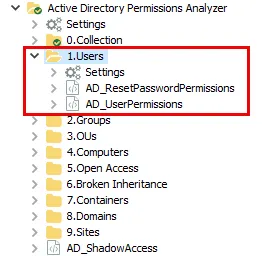 Active Directory Permissions Analyzer
Settings
0.Collection
1.Users
Settings
AD_ResetPasswordPermissions
AD_UserPermissions
2.Groups
3.OUs
4.Computers
5.Open Access
6.Broken Inheritance
7.Containers
8.Domains
9.Sites
AD_ShadowAccess